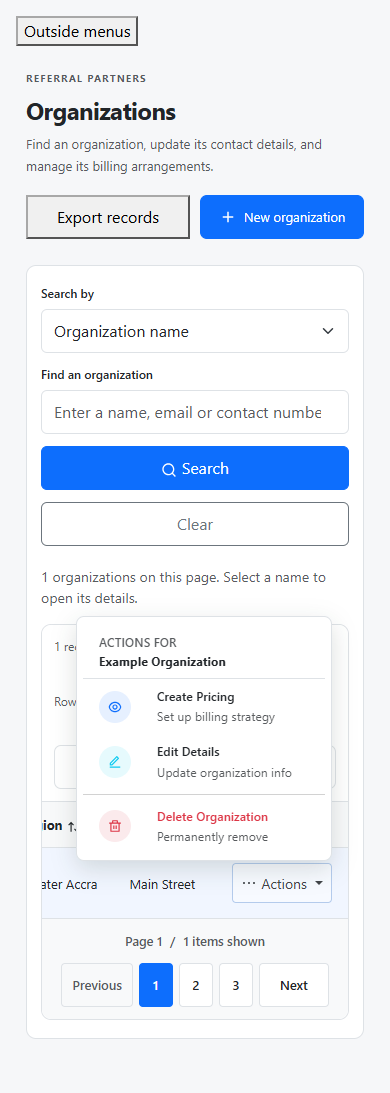 Outside menus
REFERRAL PARTNERS
Organizations
Find an organization, update its contact details, and
manage its billing arrangements.
Export records
+ New organization
Search by
Organization name
Find an organization
Enter a name, email or contact numbe
Search
Clear
1 organizations on this page. Select a name to
open its details.
1
ACTIONS FOR
Example Organization
Create Pricing
Set up billing strategy
Edit Details
Update organization info
Delete Organization
Permanently remove
Main Street
··· Actions
Page 1 / 1 items shown
Previous
1
2
3
Next